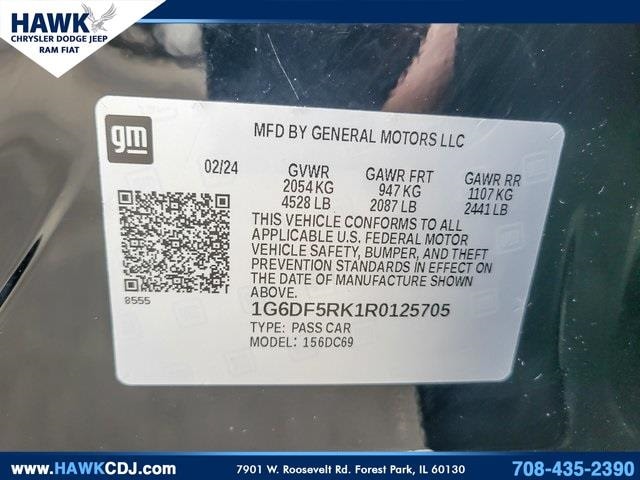 HAWK
CHRYSLER DODGE JEEP
RAM FIAT
gm
MFD BY GENERAL MOTORS LLC
02/24 GVWR GAWR FRT GAWR RR
2054 KG 947 KG 1107 KG
4528 LB 2087 LB 2441 LB
THIS VEHICLE CONFORMS TO ALL
APPLICABLE U.S. FEDERAL MOTOR
VEHICLE SAFETY, BUMPER, AND THEFT
PREVENTION STANDARDS IN EFFECT ON
THE DATE OF MANUFACTURE SHOWN
ABOVE.
8555
1G6DF5RK1R0125705
TYPE: PASS CAR
MODEL: 156DC69
www.HAWKCDJ.com 7901 W. Roosevelt Rd. Forest Park, IL 60130 708-435-2390